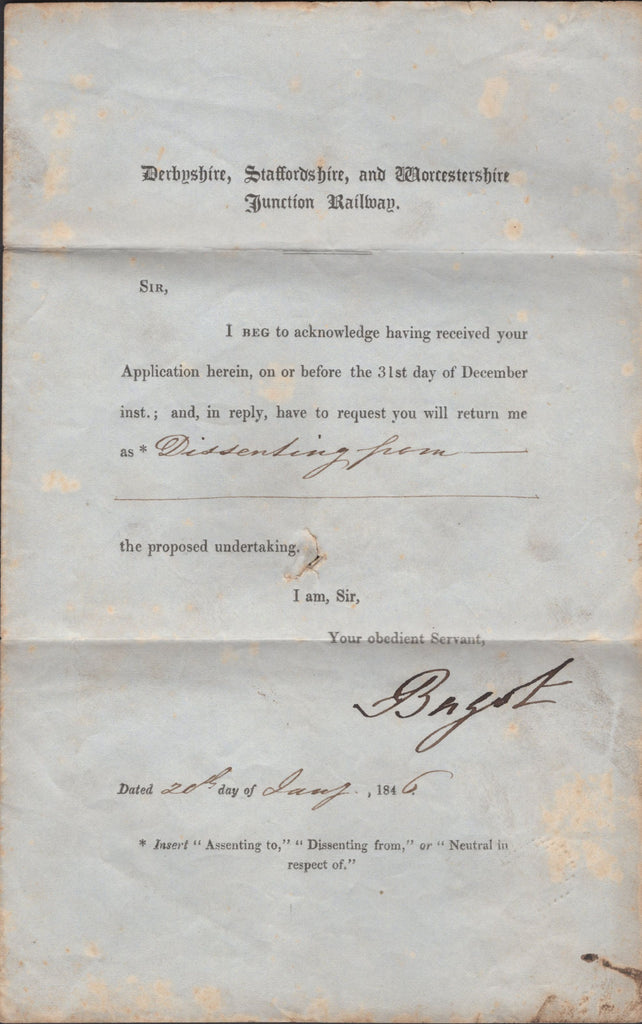 Derbyshire, Staffordshire, and Worcestershire
Junction Railway.
SIR,
I BEG to acknowledge having received your
Application herein, on or before the 31st day of December
inst.; and, in reply, have to request you will return me
as * Dissenting from
the proposed undertaking.
I am, Sir,
Your obedient Servant,
Bagot
Dated 20th day of Jany. , 1846
* Insert “ Assenting to,” “ Dissenting from,” or “ Neutral in
respect of.”